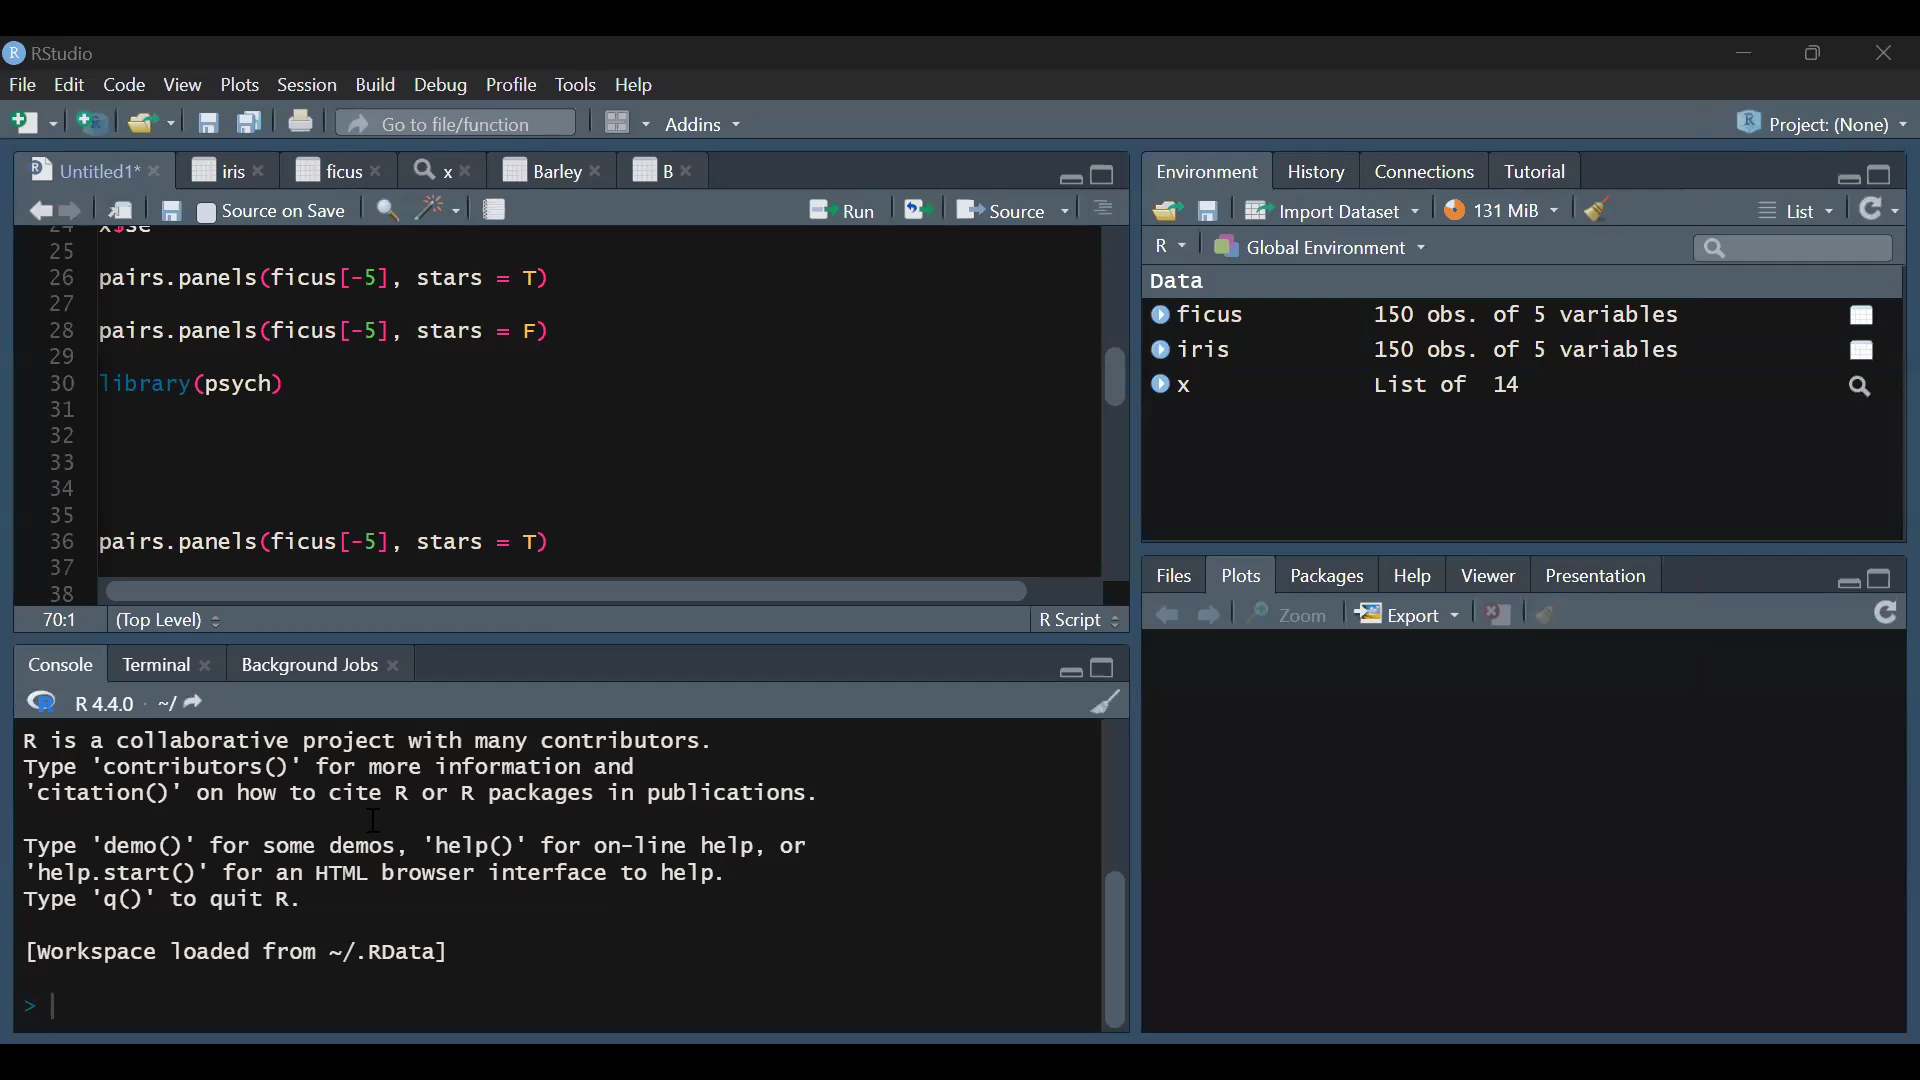 RStudio
File Edit Code View Plots Session Build Debug Profile Tools Help
Go to file/function Addins Project: (None)
Untitled1* iris ficus x Barley B
Source on Save Run Source
24 x$se
25
26 pairs.panels(ficus[-5], stars = T)
27
28 pairs.panels(ficus[-5], stars = F)
29
30 library(psych)
31
32
33
34
35
36 pairs.panels(ficus[-5], stars = T)
37
38
70:1 (Top Level) R Script
Console Terminal Background Jobs
R 4.4.0 · ~/
R is a collaborative project with many contributors.
Type 'contributors()' for more information and
'citation()' on how to cite R or R packages in publications.
Type 'demo()' for some demos, 'help()' for on-line help, or
'help.start()' for an HTML browser interface to help.
Type 'q()' to quit R.
[Workspace loaded from ~/.RData]
>
Environment History Connections Tutorial
Import Dataset 131 MiB List
R Global Environment
Data
ficus 150 obs. of 5 variables
iris 150 obs. of 5 variables
x List of 14
Files Plots Packages Help Viewer Presentation
Zoom Export